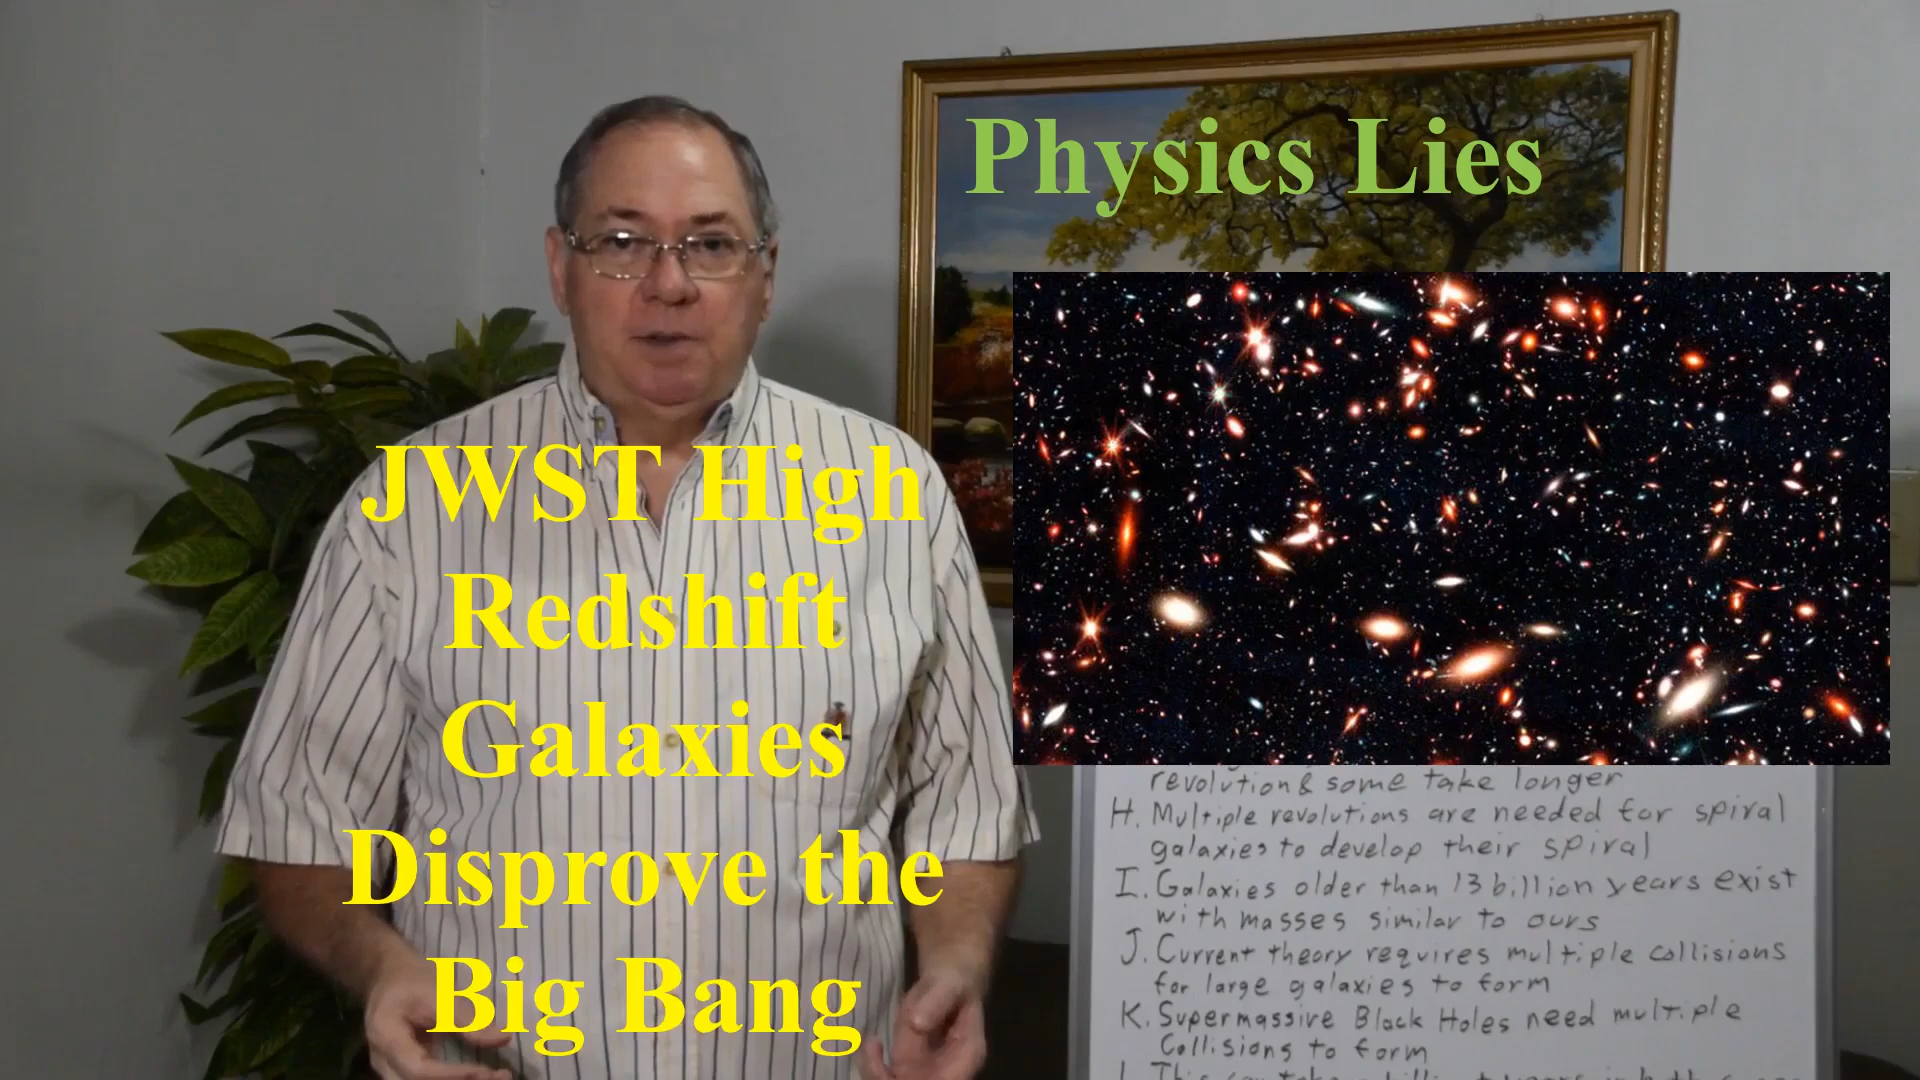 Physics Lies
JWST High
Redshift
Galaxies
Disprove the
Big Bang
revolution & some take longer
H. Multiple revolutions are needed for spiral
galaxies to develop their spiral
I. Galaxies older than 13 billion years exist
with masses similar to ours
J. Current theory requires multiple collisions
for large galaxies to form
K. Supermassive Black Holes need multiple
Collisions to form